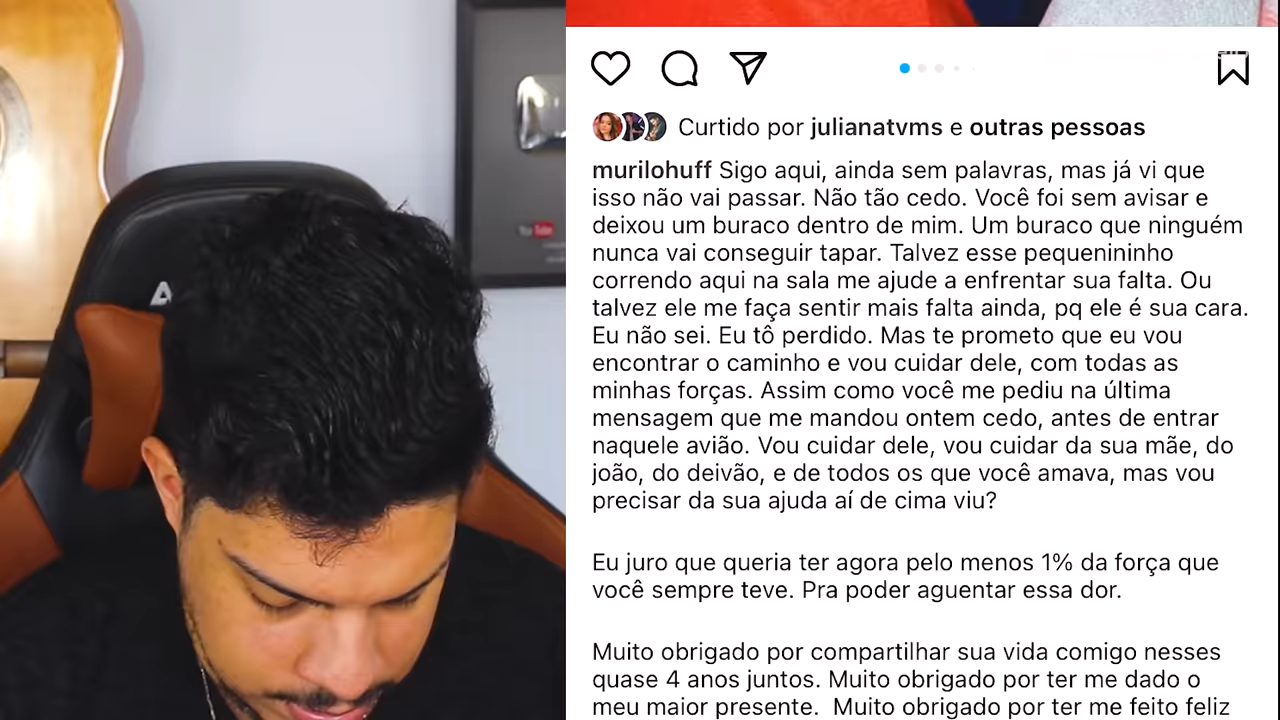 YouTube
Curtido por julianatvms e outras pessoas
murilohuff Sigo aqui, ainda sem palavras, mas já vi que
isso não vai passar. Não tão cedo. Você foi sem avisar e
deixou um buraco dentro de mim. Um buraco que ninguém
nunca vai conseguir tapar. Talvez esse pequenininho
correndo aqui na sala me ajude a enfrentar sua falta. Ou
talvez ele me faça sentir mais falta ainda, pq ele é sua cara.
Eu não sei. Eu tô perdido. Mas te prometo que eu vou
encontrar o caminho e vou cuidar dele, com todas as
minhas forças. Assim como você me pediu na última
mensagem que me mandou ontem cedo, antes de entrar
naquele avião. Vou cuidar dele, vou cuidar da sua mãe, do
joão, do deivão, e de todos os que você amava, mas vou
precisar da sua ajuda aí de cima viu?
Eu juro que queria ter agora pelo menos 1% da força que
você sempre teve. Pra poder aguentar essa dor.
Muito obrigado por compartilhar sua vida comigo nesses
quase 4 anos juntos. Muito obrigado por ter me dado o
meu maior presente.  Muito obrigado por ter me feito feliz